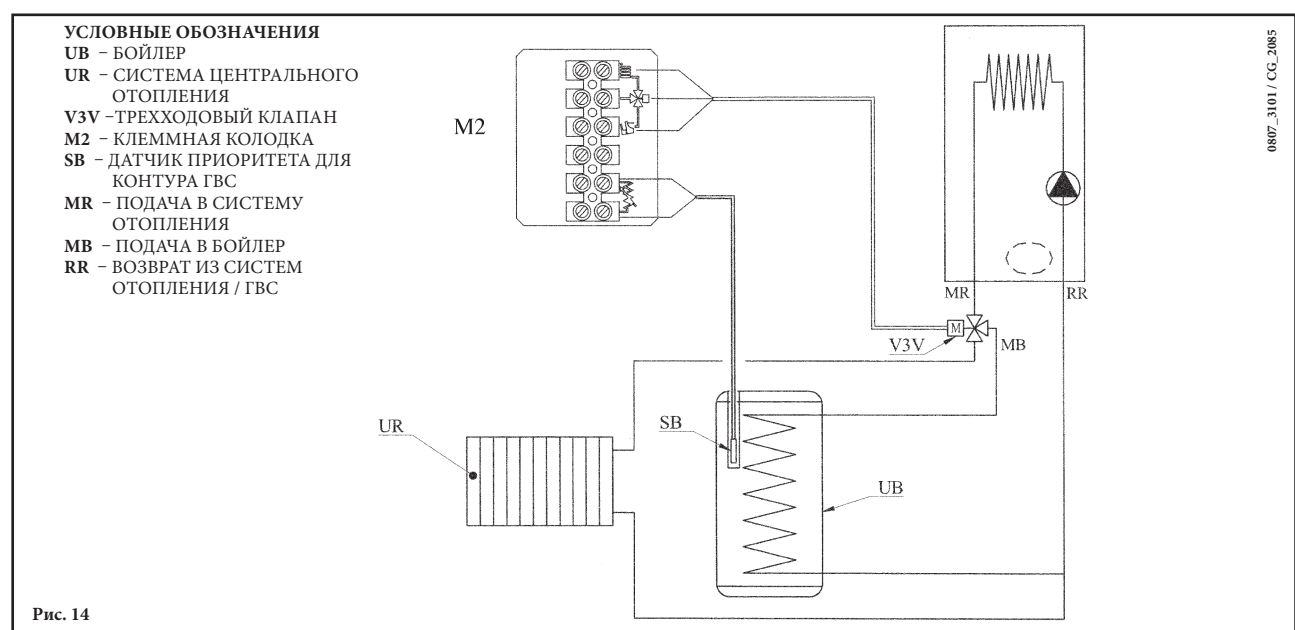 УСЛОВНЫЕ ОБОЗНАЧЕНИЯ
UB – БОЙЛЕР
UR – СИСТЕМА ЦЕНТРАЛЬНОГО
ОТОПЛЕНИЯ
V3V –ТРЕХХОДОВЫЙ КЛАПАН
M2 – КЛЕММНАЯ КОЛОДКА
SB – ДАТЧИК ПРИОРИТЕТА ДЛЯ
КОНТУРА ГВС
MR – ПОДАЧА В СИСТЕМУ
ОТОПЛЕНИЯ
MB – ПОДАЧА В БОЙЛЕР
RR – ВОЗВРАТ ИЗ СИСТЕМ
ОТОПЛЕНИЯ / ГВС
M2
0807_3101 / CG_2085
MR
RR
M
V3V
MB
UR
SB
UB
Рис. 14